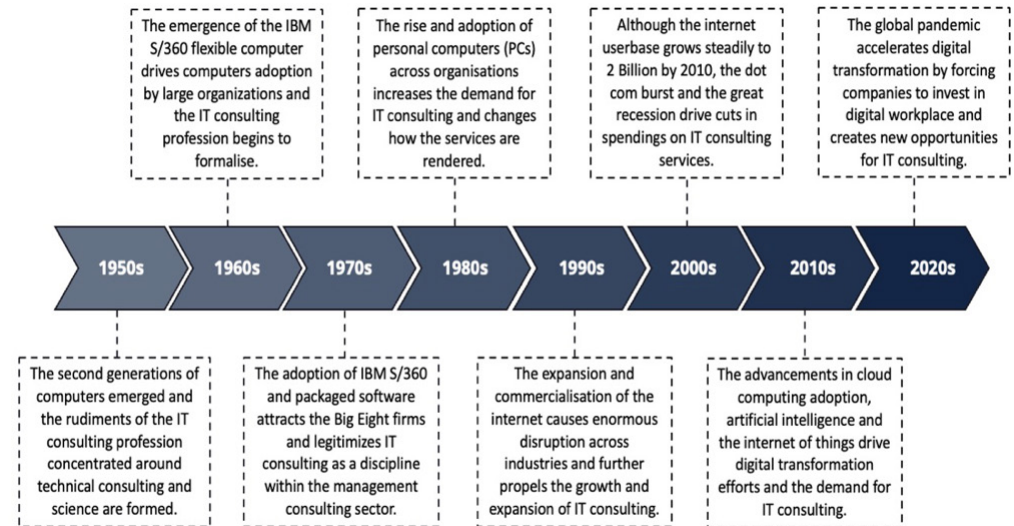 The emergence of the IBM
S/360 flexible computer
drives computers adoption
by large organizations and
the IT consulting
profession begins to
formalise.
The rise and adoption of
personal computers (PCs)
across organisations
increases the demand for
IT consulting and changes
how the services are
rendered.
Although the internet
userbase grows steadily to
2 Billion by 2010, the dot
com burst and the great
recession drive cuts in
spendings on IT consulting
services.
The global pandemic
accelerates digital
transformation by forcing
companies to invest in
digital workplace and
creates new opportunities
for IT consulting.
1950s
1960s
1970s
1980s
1990s
2000s
2010s
2020s
The second generations of
computers emerged and
the rudiments of the IT
consulting profession
concentrated around
technical consulting and
science are formed.
The adoption of IBM S/360
and packaged software
attracts the Big Eight firms
and legitimizes IT
consulting as a discipline
within the management
consulting sector.
The expansion and
commercialisation of the
internet causes enormous
disruption across
industries and further
propels the growth and
expansion of IT consulting.
The advancements in cloud
computing adoption,
artificial intelligence and
the internet of things drive
digital transformation
efforts and the demand for
IT consulting.